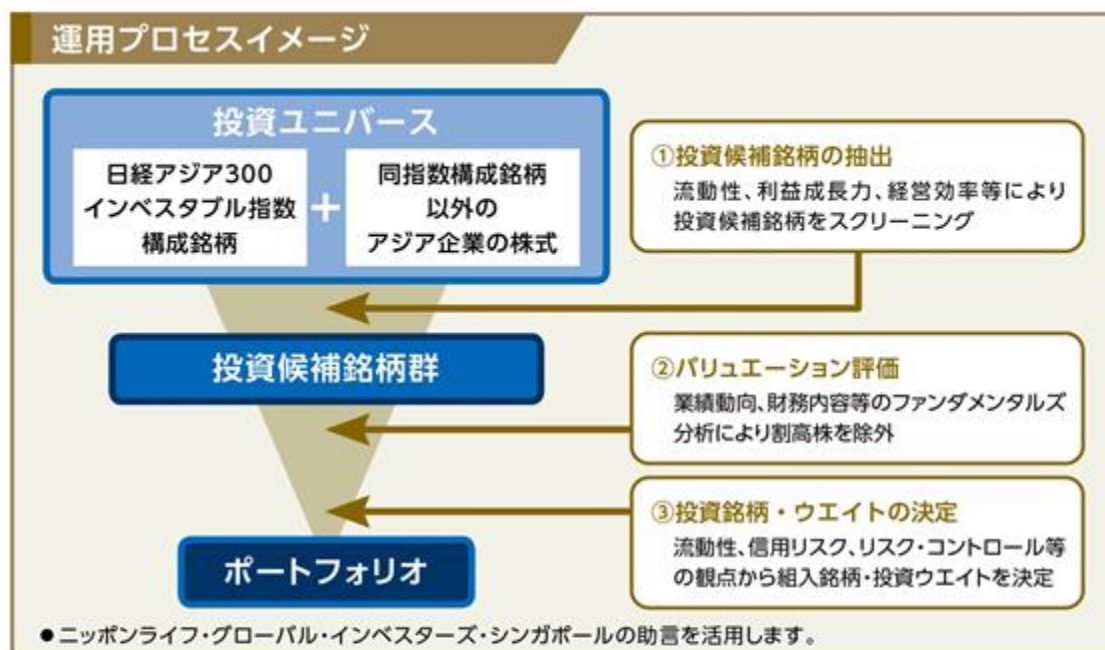 運用プロセスイメージ
投資ユニバース
日経アジア300
インベスタブル指数
構成銘柄
+
同指数構成銘柄
以外の
アジア企業の株式
①投資候補銘柄の抽出
流動性、利益成長力、経営効率等により
投資候補銘柄をスクリーニング
投資候補銘柄群
②バリュエーション評価
業績動向、財務内容等のファンダメンタルズ
分析により割高株を除外
③投資銘柄・ウエイトの決定
流動性、信用リスク、リスク・コントロール等
の観点から組入銘柄・投資ウエイトを決定
ポートフォリオ
●ニッポンライフ・グローバル・インベスターズ・シンガポールの助言を活用します。